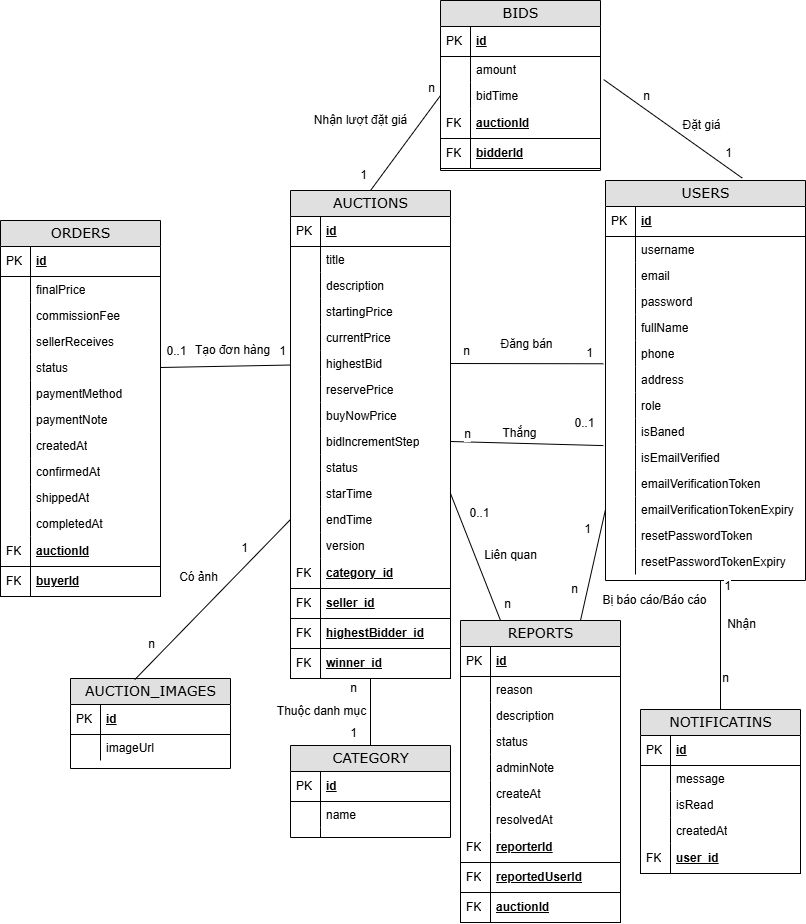 BIDS
PK id
amount
bidTime
FK auctionId
FK bidderId
n
n
Nhận lượt đặt giá
Đặt giá
1
1
AUCTIONS
PK id
title
description
startingPrice
currentPrice
highestBid
reservePrice
buyNowPrice
bidIncrementStep
status
starTime
endTime
version
FK category_id
FK seller_id
FK highestBidder_id
FK winner_id
USERS
PK id
username
email
password
fullName
phone
address
role
isBaned
isEmailVerified
emailVerificationToken
emailVerificationTokenExpiry
resetPasswordToken
resetPasswordTokenExpiry
ORDERS
PK id
finalPrice
commissionFee
sellerReceives
status
paymentMethod
paymentNote
createdAt
confirmedAt
shippedAt
completedAt
FK auctionId
FK buyerId
0..1 Tạo đơn hàng 1
n Đăng bán 1
n Thắng 0..1
0..1
Liên quan
n
1
n
Bị báo cáo/Báo cáo
1
Nhận
n
1
Có ảnh
n
AUCTION_IMAGES
PK id
imageUrl
n
Thuộc danh mục
1
CATEGORY
PK id
name
REPORTS
PK id
reason
description
status
adminNote
createAt
resolvedAt
FK reporterId
FK reportedUserId
FK auctionId
NOTIFICATINS
PK id
message
isRead
createdAt
FK user_id